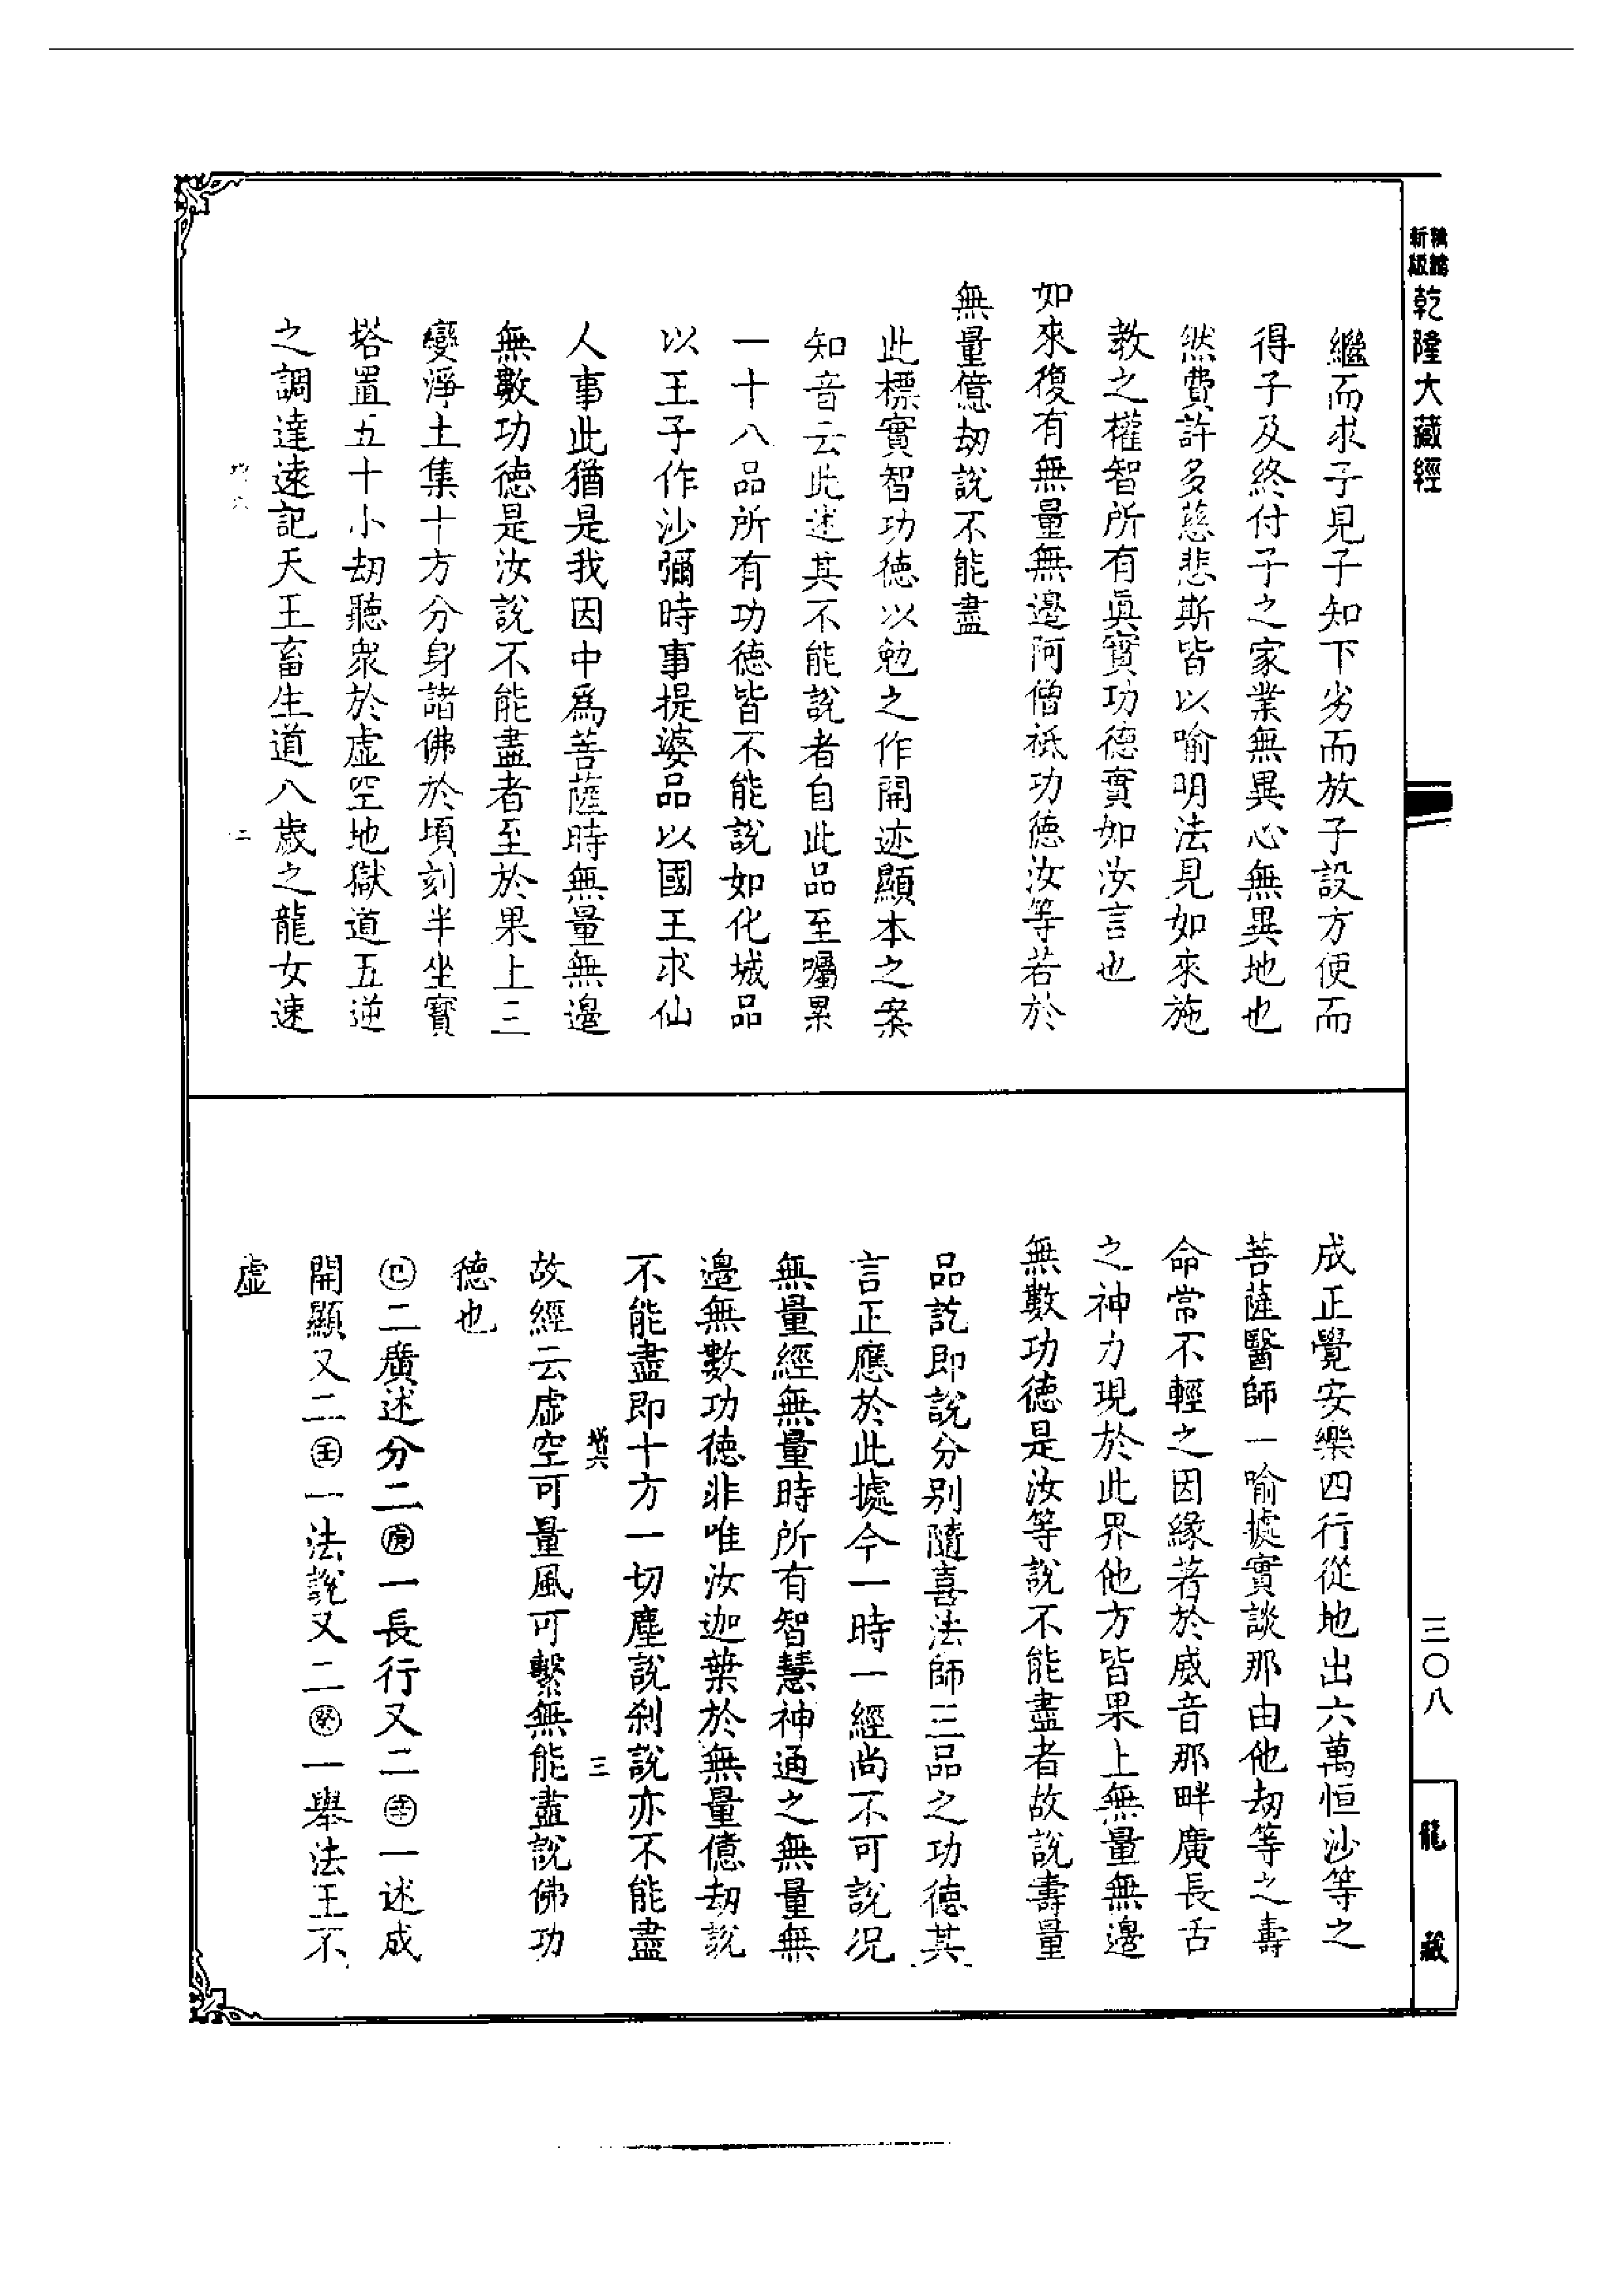 新版
乾隆大藏經
繼而求子見子知下劣而放子設方便而
得子及終付子之家業無異心無異地也
然費許多慈悲斯皆以喻明法見如來施
教之權智所有眞實功德實如汝言也
如來復有無量無邊阿僧祇功德汝等若於
無量億劫說不能盡
此標實智功德以勉之作開迹顯本之案
知音云此述其不能說者自此品至囑累
一十八品所有功德皆不能說如化城品
以王子作沙彌時事提婆品以國王求仙
人事此猶是我因中爲菩薩時無量無邊
無數功德是汝說不能盡者至於果上三
變淨土集十方分身諸佛於頃刻半坐寶
塔置五十小劫聽衆於虛空地獄道五逆
之調達遠記天王畜生道八歲之龍女速
二
成正覺安樂四行從地出六萬恒沙等之
菩薩醫師一喻據實談那由他劫等之壽
命常不輕之因緣著於威音那畔廣長舌
之神力現於此界他方皆果上無量無邊
無數功德是汝等說不能盡者故說壽量
品訖即說分別隨喜法師三品之功德其
言正應於此據今一時一經尚不可說況
無量經無量時所有智慧神通之無量無
邊無數功德非唯汝迦葉於無量億劫說
不能盡即十方一切塵說刹說亦不能盡
三
故經云虛空可量風可繫無能盡說佛功
德也
㊁二廣述分二庚一長行又二辛一述成
開顯又二壬一法說又二癸一舉法王不
虛
三〇八
龍藏